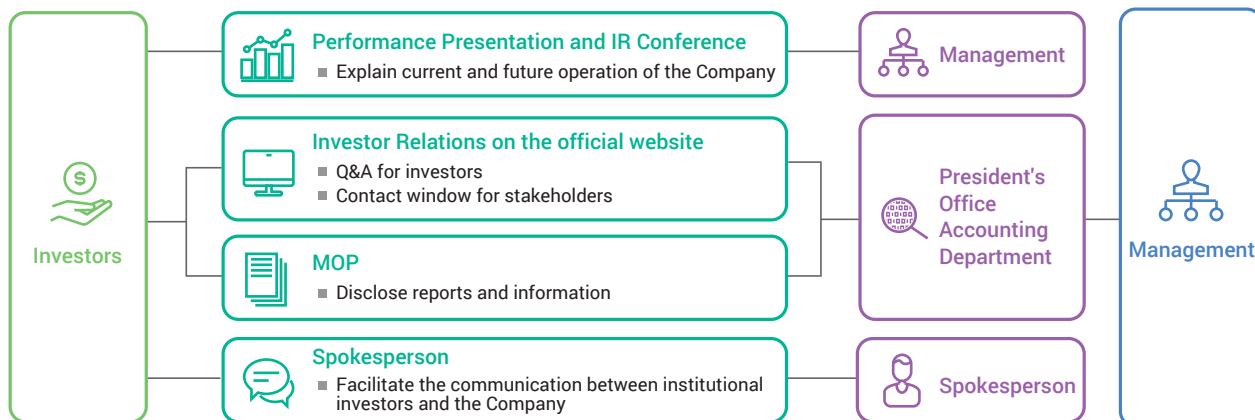 Investors
Performance Presentation and IR Conference
■ Explain current and future operation of the Company
Investor Relations on the official website
■ Q&A for investors
■ Contact window for stakeholders
MOP
■ Disclose reports and information
Spokesperson
■ Facilitate the communication between institutional
investors and the Company
Management
President's
Office
Accounting
Department
Spokesperson
Management